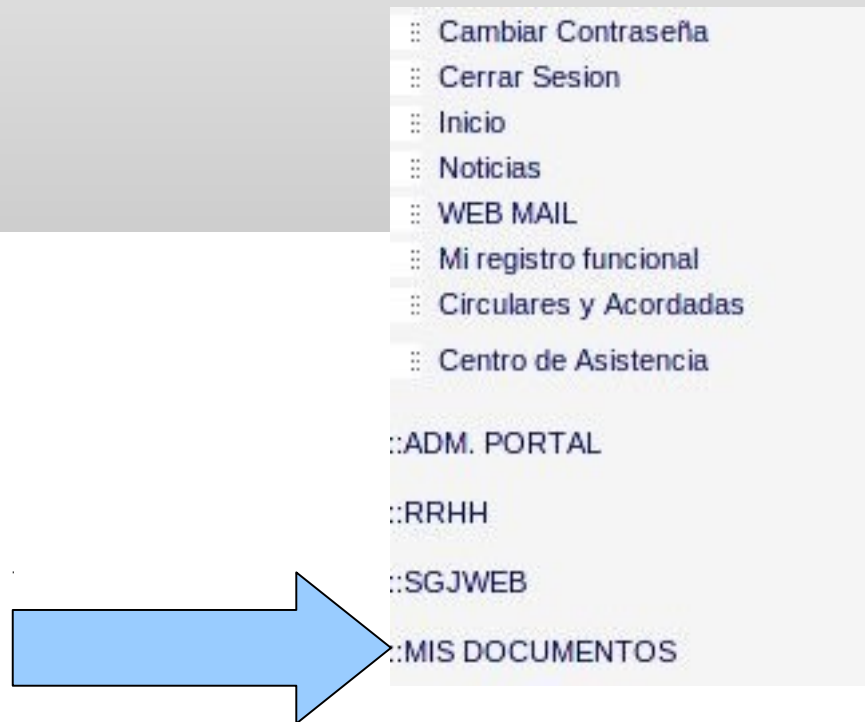 Cambiar Contraseña
Cerrar Sesion
Inicio
Noticias
WEB MAIL
Mi registro funcional
Circulares y Acordadas
Centro de Asistencia
::ADM. PORTAL
::RRHH
::SGJWEB
::MIS DOCUMENTOS